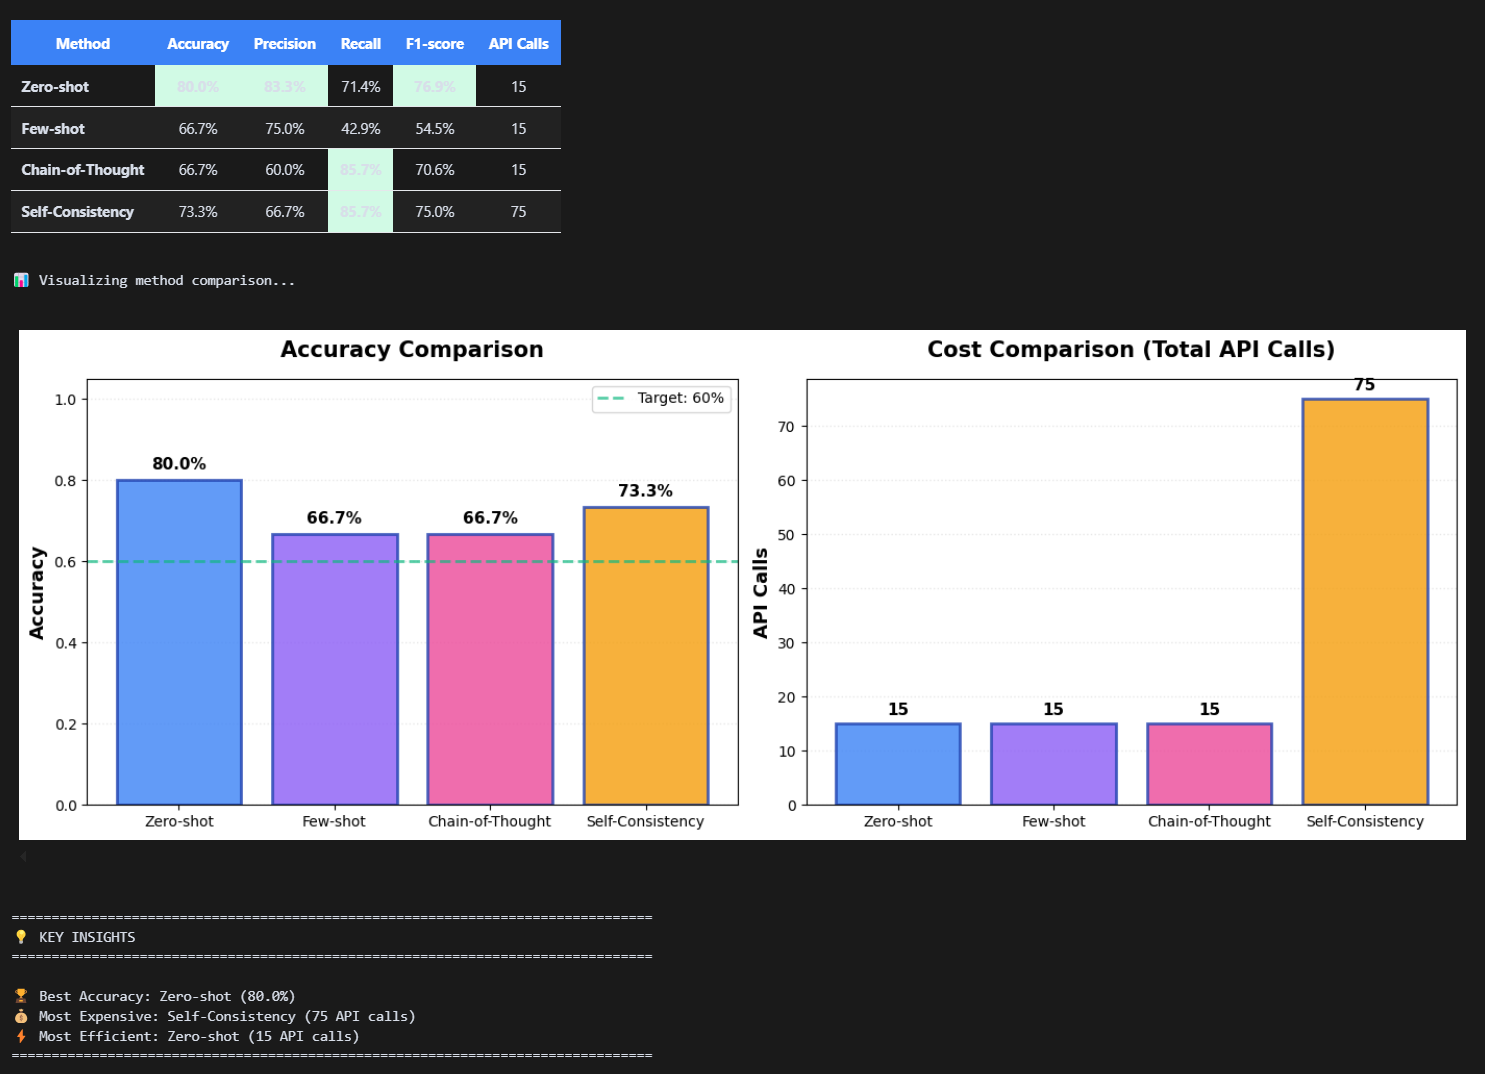 Method Accuracy Precision Recall F1-score API Calls
Zero-shot 80.0% 83.3% 71.4% 76.9% 15
Few-shot 66.7% 75.0% 42.9% 54.5% 15
Chain-of-Thought 66.7% 60.0% 85.7% 70.6% 15
Self-Consistency 73.3% 66.7% 85.7% 75.0% 75
📊 Visualizing method comparison...
Accuracy Comparison
Target: 60%
Accuracy
1.0
0.8
0.6
0.4
0.2
0.0
80.0%
66.7%
66.7%
73.3%
Zero-shot Few-shot Chain-of-Thought Self-Consistency
Cost Comparison (Total API Calls)
API Calls
70
60
50
40
30
20
10
0
15
15
15
75
Zero-shot Few-shot Chain-of-Thought Self-Consistency
================================================================================
💡 KEY INSIGHTS
================================================================================
🏆 Best Accuracy: Zero-shot (80.0%)
💰 Most Expensive: Self-Consistency (75 API calls)
⚡ Most Efficient: Zero-shot (15 API calls)
================================================================================